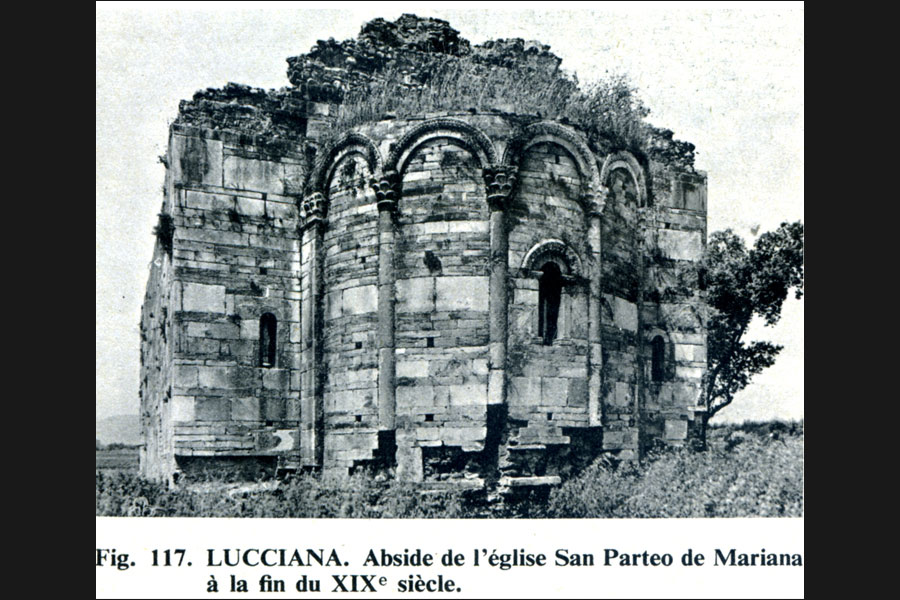 Fig. 117. LUCCIANA. Abside de l'église San Parteo de Mariana
à la fin du XIXᵉ siècle.